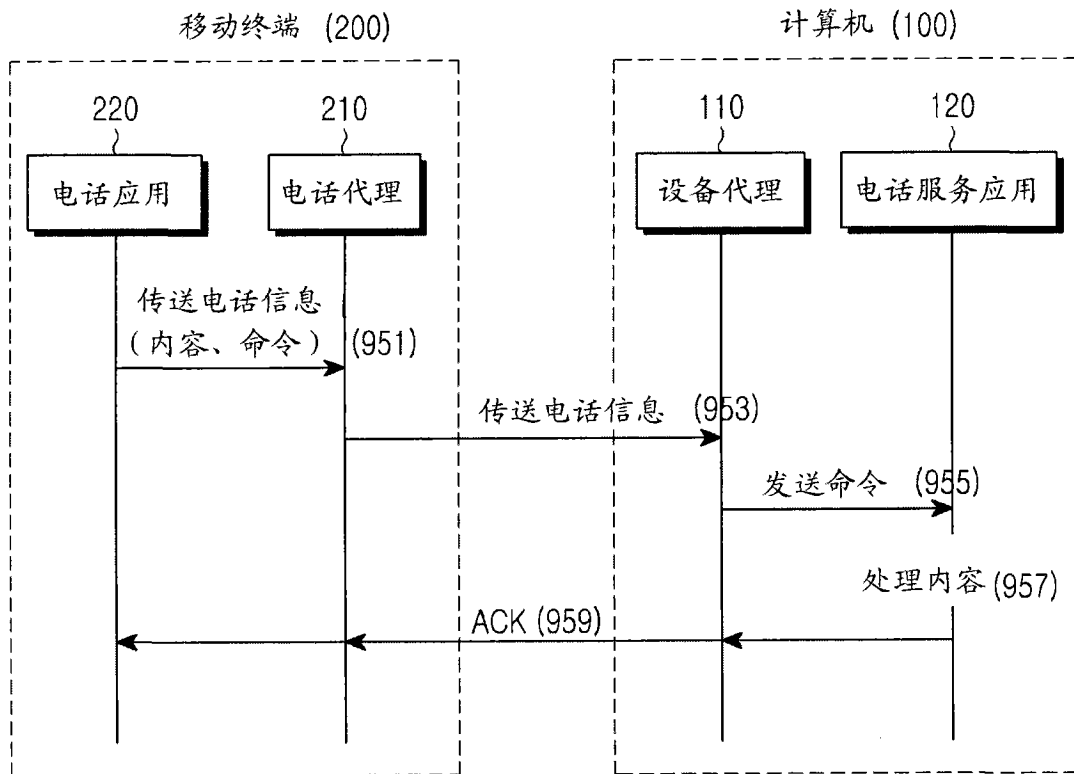 移动终端 (200)
计算机 (100)
220
210
110
120
电话应用
电话代理
设备代理
电话服务应用
传送电话信息
(内容、命令) (951)
传送电话信息 (953)
发送命令 (955)
处理内容 (957)
ACK (959)